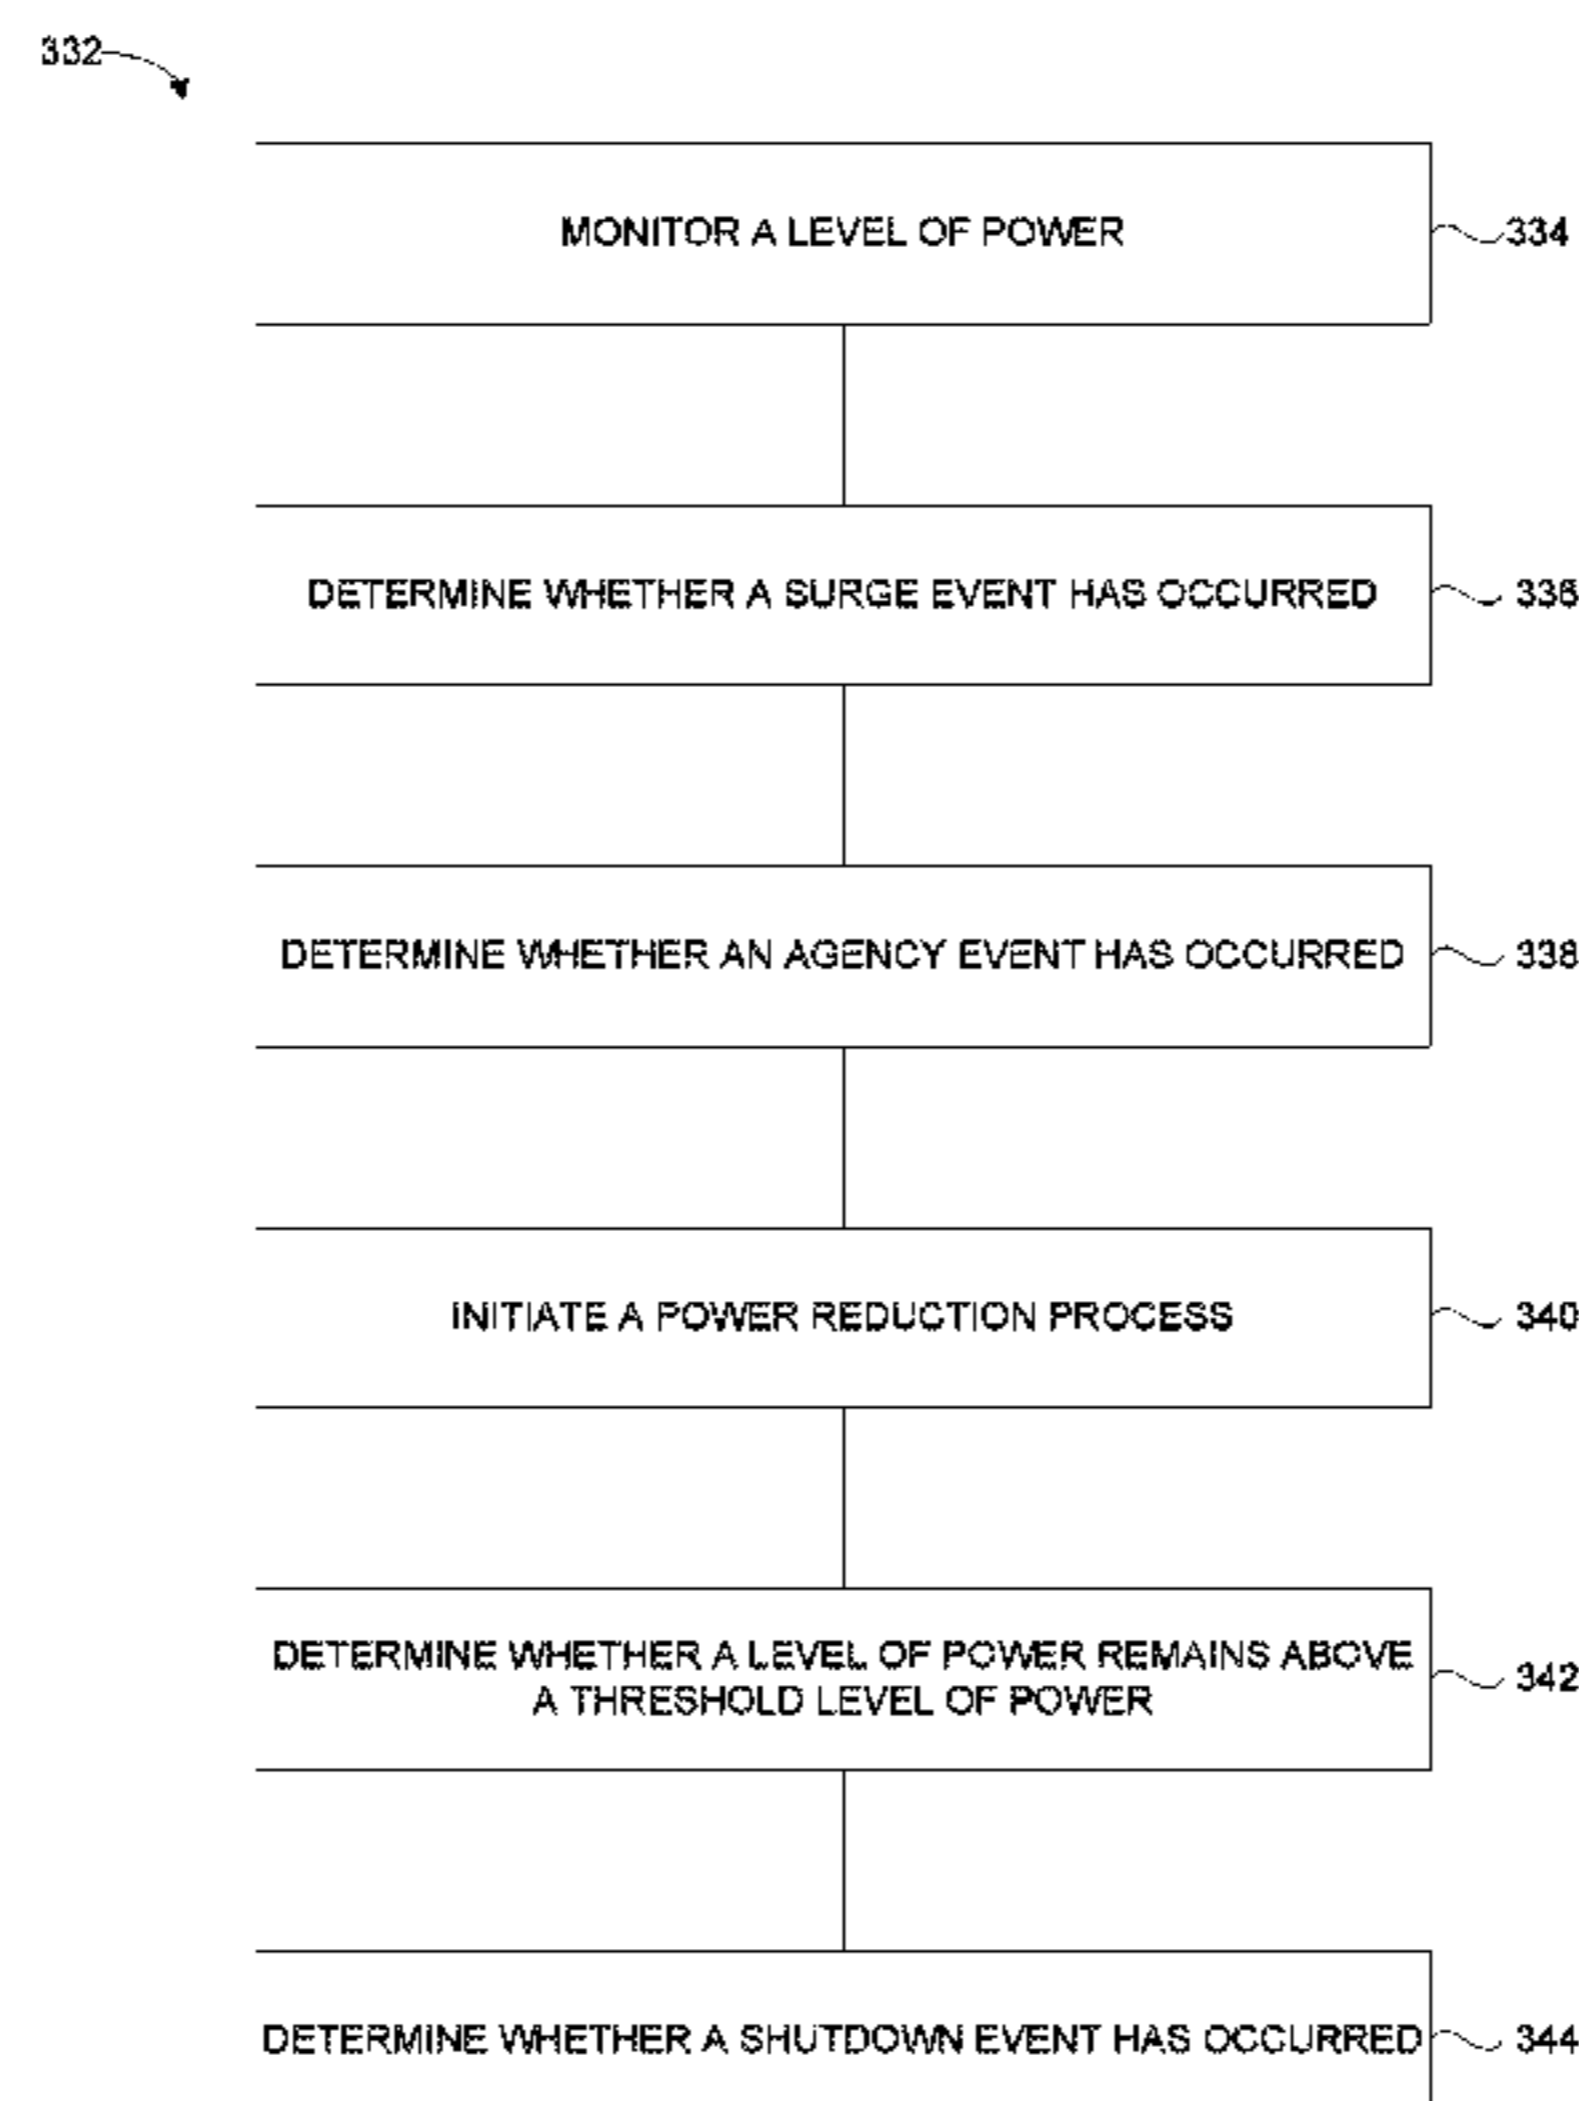 332
MONITOR A LEVEL OF POWER
334
DETERMINE WHETHER A SURGE EVENT HAS OCCURRED
336
DETERMINE WHETHER AN AGENCY EVENT HAS OCCURRED
338
INITIATE A POWER REDUCTION PROCESS
340
DETERMINE WHETHER A LEVEL OF POWER REMAINS ABOVE
A THRESHOLD LEVEL OF POWER
342
DETERMINE WHETHER A SHUTDOWN EVENT HAS OCCURRED
344